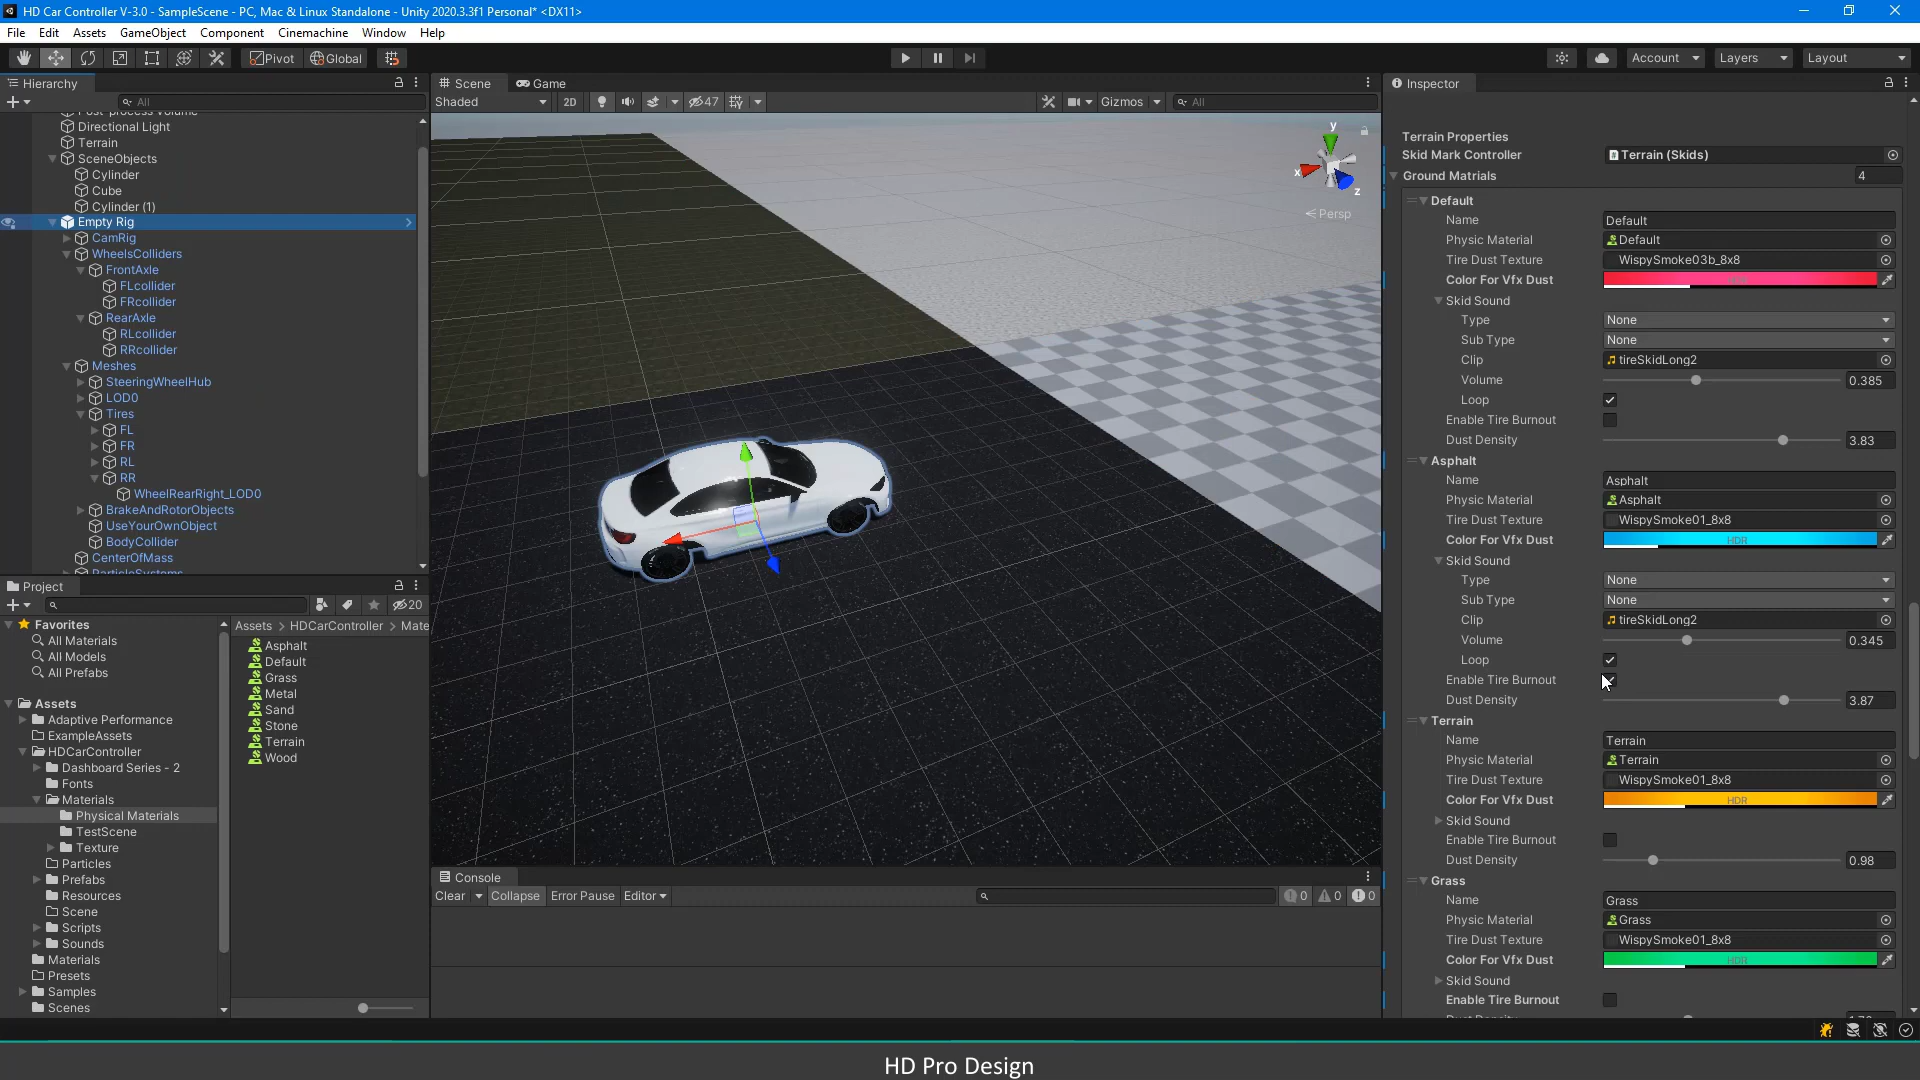 HD Car Controller V-3.0 - SampleScene - PC, Mac & Linux Standalone - Unity 2020.3.3f1 Personal* <DX11>
File Edit Assets GameObject Component Cinemachine Window Help
Pivot Global Account Layers Layout
Hierarchy
All
Post-process Volume
Directional Light
Terrain
SceneObjects
Cylinder
Cube
Cylinder (1)
Empty Rig
CamRig
WheelsColliders
FrontAxle
FLcollider
FRcollider
RearAxle
RLcollider
RRcollider
Meshes
SteeringWheelHub
LOD0
Tires
FL
FR
RL
RR
WheelRearRight_LOD0
BrakeAndRotorObjects
UseYourOwnObject
BodyCollider
CenterOfMass
ParticleSystems
Scene Game
Shaded 2D 47 Gizmos All
y
x
z
Persp
Project
20
Favorites
All Materials
All Models
All Prefabs
Assets
Adaptive Performance
ExampleAssets
HDCarController
Dashboard Series - 2
Fonts
Materials
Physical Materials
TestScene
Texture
Particles
Prefabs
Resources
Scene
Scripts
Sounds
Materials
Presets
Samples
Scenes
Assets > HDCarController > Mate
Asphalt
Default
Grass
Metal
Sand
Stone
Terrain
Wood
Console
Clear Collapse Error Pause Editor 0 0 0
Inspector
Terrain Properties
Skid Mark Controller Terrain (Skids)
Ground Matrials 4
Default
Name Default
Physic Material Default
Tire Dust Texture WispySmoke03b_8x8
Color For Vfx Dust HDR
Skid Sound
Type None
Sub Type None
Clip tireSkidLong2
Volume 0.385
Loop
Enable Tire Burnout
Dust Density 3.83
Asphalt
Name Asphalt
Physic Material Asphalt
Tire Dust Texture WispySmoke01_8x8
Color For Vfx Dust HDR
Skid Sound
Type None
Sub Type None
Clip tireSkidLong2
Volume 0.345
Loop
Enable Tire Burnout
Dust Density 3.87
Terrain
Name Terrain
Physic Material Terrain
Tire Dust Texture WispySmoke01_8x8
Color For Vfx Dust HDR
Skid Sound
Enable Tire Burnout
Dust Density 0.98
Grass
Name Grass
Physic Material Grass
Tire Dust Texture WispySmoke01_8x8
Color For Vfx Dust HDR
Skid Sound
Enable Tire Burnout
HD Pro Design